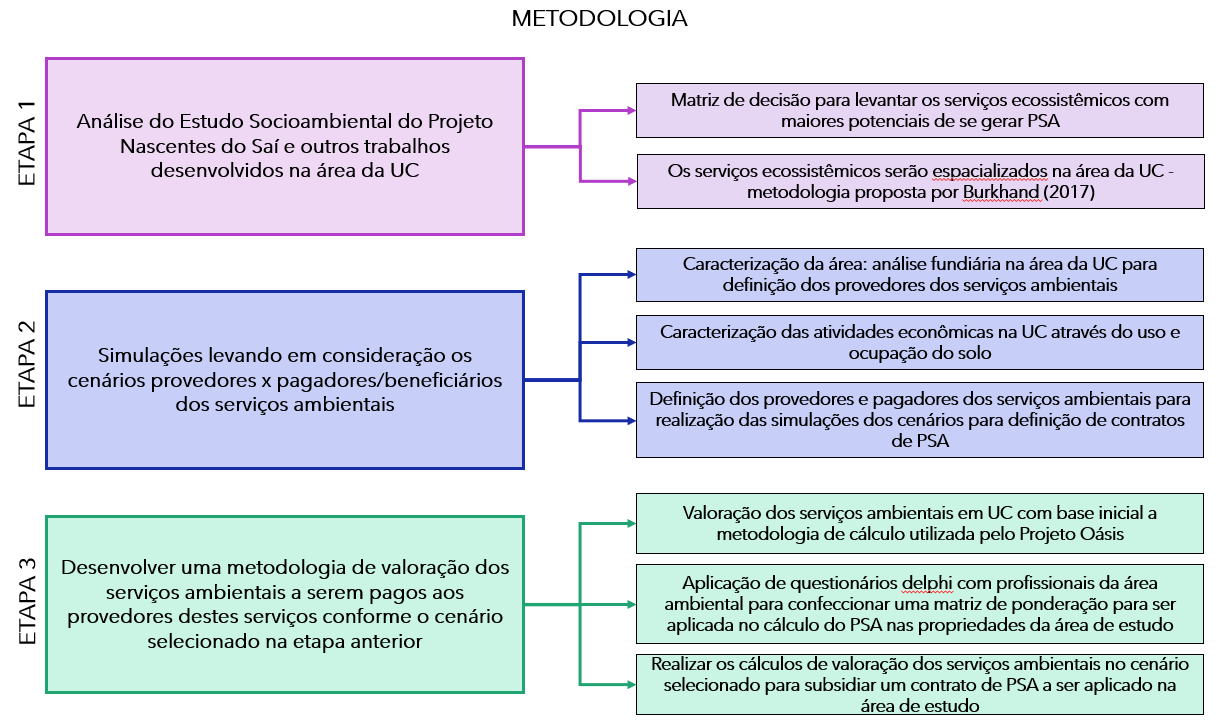 METODOLOGIA
ETAPA 1
Análise do Estudo Socioambiental do Projeto
Nascentes do Saí e outros trabalhos
desenvolvidos na área da UC
Matriz de decisão para levantar os serviços ecossistêmicos com
maiores potenciais de se gerar PSA
Os serviços ecossistêmicos serão espacializados na área da UC -
metodologia proposta por Burkhand (2017)
ETAPA 2
Simulações levando em consideração os
cenários provedores x pagadores/beneficiários
dos serviços ambientais
Caracterização da área: análise fundiária na área da UC para
definição dos provedores dos serviços ambientais
Caracterização das atividades econômicas na UC através do uso e
ocupação do solo
Definição dos provedores e pagadores dos serviços ambientais para
realização das simulações dos cenários para definição de contratos
de PSA
ETAPA 3
Desenvolver uma metodologia de valoração dos
serviços ambientais a serem pagos aos
provedores destes serviços conforme o cenário
selecionado na etapa anterior
Valoração dos serviços ambientais em UC com base inicial a
metodologia de cálculo utilizada pelo Projeto Oásis
Aplicação de questionários delphi com profissionais da área
ambiental para confeccionar uma matriz de ponderação para ser
aplicada no cálculo do PSA nas propriedades da área de estudo
Realizar os cálculos de valoração dos serviços ambientais no cenário
selecionado para subsidiar um contrato de PSA a ser aplicado na
área de estudo